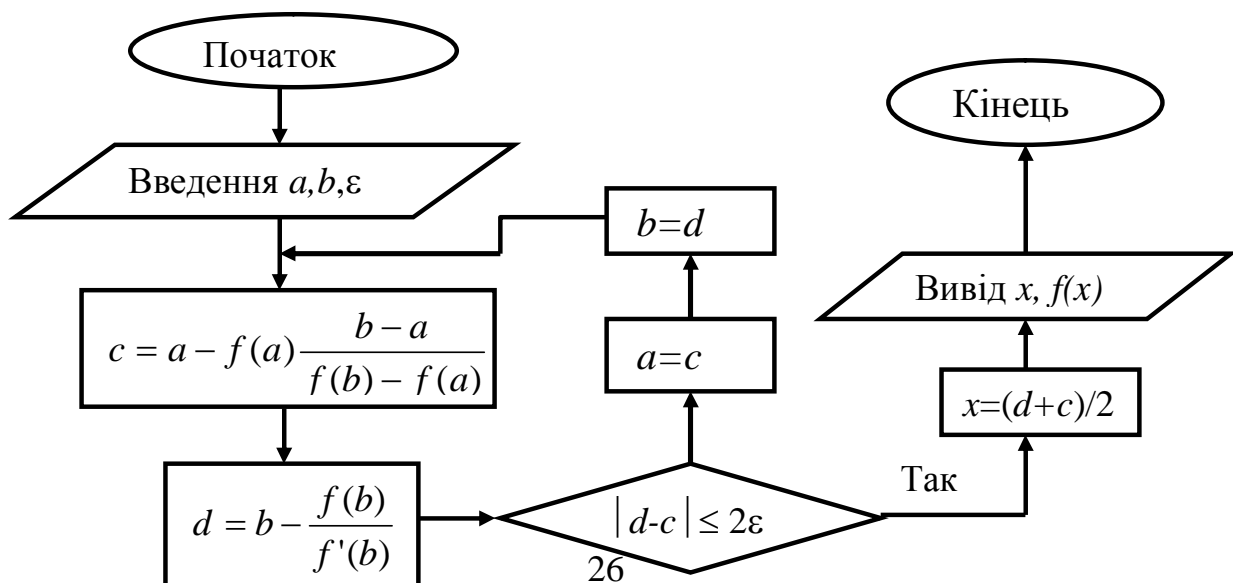 Початок
Введення a,b,ε
c = a − f(a) (b − a) / (f(b) − f(a))
d = b − f(b) / f'(b)
|d-c| ≤ 2ε
a=c
b=d
Так
x=(d+c)/2
Вивід x, f(x)
Кінець
26